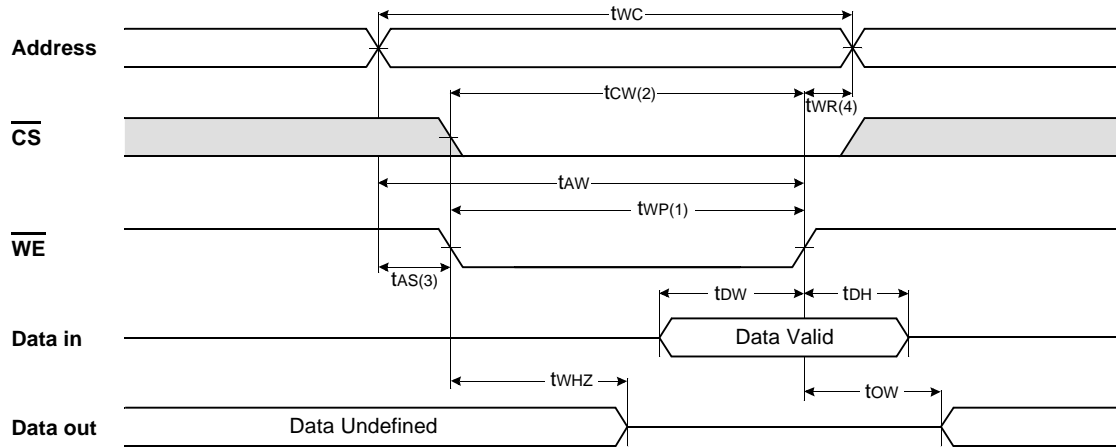 tWC
Address
tCW(2)
tWR(4)
CS
tAW
tWP(1)
WE
tAS(3)
tDW
tDH
Data in
Data Valid
tWHZ
tOW
Data out
Data Undefined